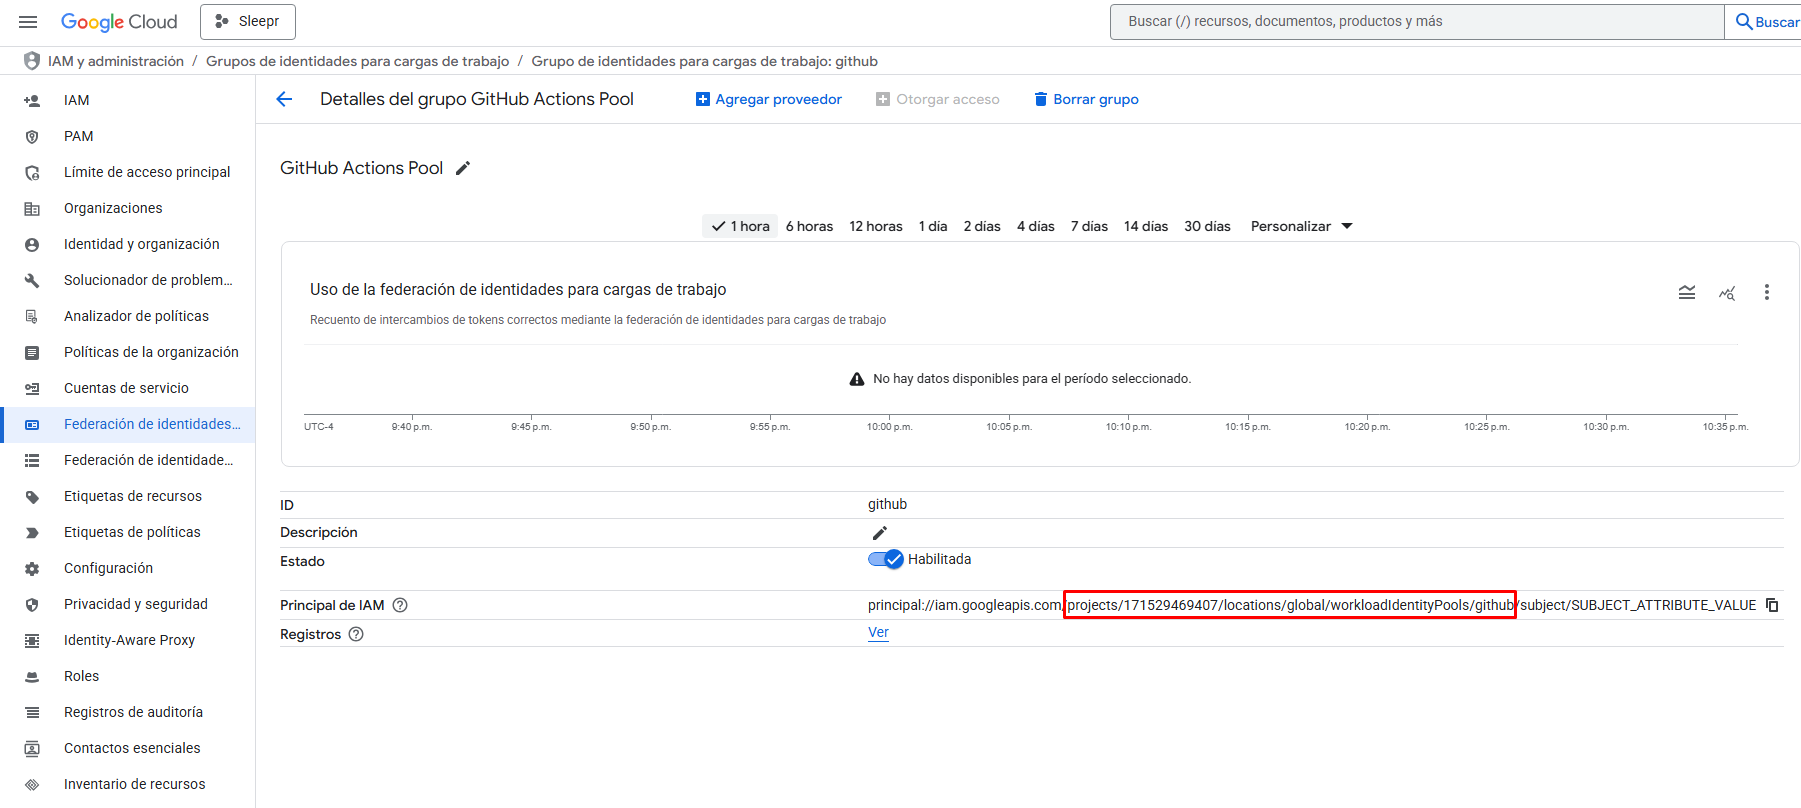 Google Cloud
Sleepr
Buscar (/) recursos, documentos, productos y más
Buscar
IAM y administración / Grupos de identidades para cargas de trabajo / Grupo de identidades para cargas de trabajo: github
IAM
PAM
Límite de acceso principal
Organizaciones
Identidad y organización
Solucionador de problem...
Analizador de políticas
Políticas de la organización
Cuentas de servicio
Federación de identidades...
Federación de identidade...
Etiquetas de recursos
Etiquetas de políticas
Configuración
Privacidad y seguridad
Identity-Aware Proxy
Roles
Registros de auditoría
Contactos esenciales
Inventario de recursos
Detalles del grupo GitHub Actions Pool
Agregar proveedor
Otorgar acceso
Borrar grupo
GitHub Actions Pool
1 hora 6 horas 12 horas 1 día 2 días 4 días 7 días 14 días 30 días Personalizar
Uso de la federación de identidades para cargas de trabajo
Recuento de intercambios de tokens correctos mediante la federación de identidades para cargas de trabajo
No hay datos disponibles para el período seleccionado.
UTC-4 9:40 p.m. 9:45 p.m. 9:50 p.m. 9:55 p.m. 10:00 p.m. 10:05 p.m. 10:10 p.m. 10:15 p.m. 10:20 p.m. 10:25 p.m. 10:30 p.m. 10:35 p.m.
ID github
Descripción
Estado Habilitada
Principal de IAM principal://iam.googleapis.com/projects/171529469407/locations/global/workloadIdentityPools/github/subject/SUBJECT_ATTRIBUTE_VALUE
Registros Ver